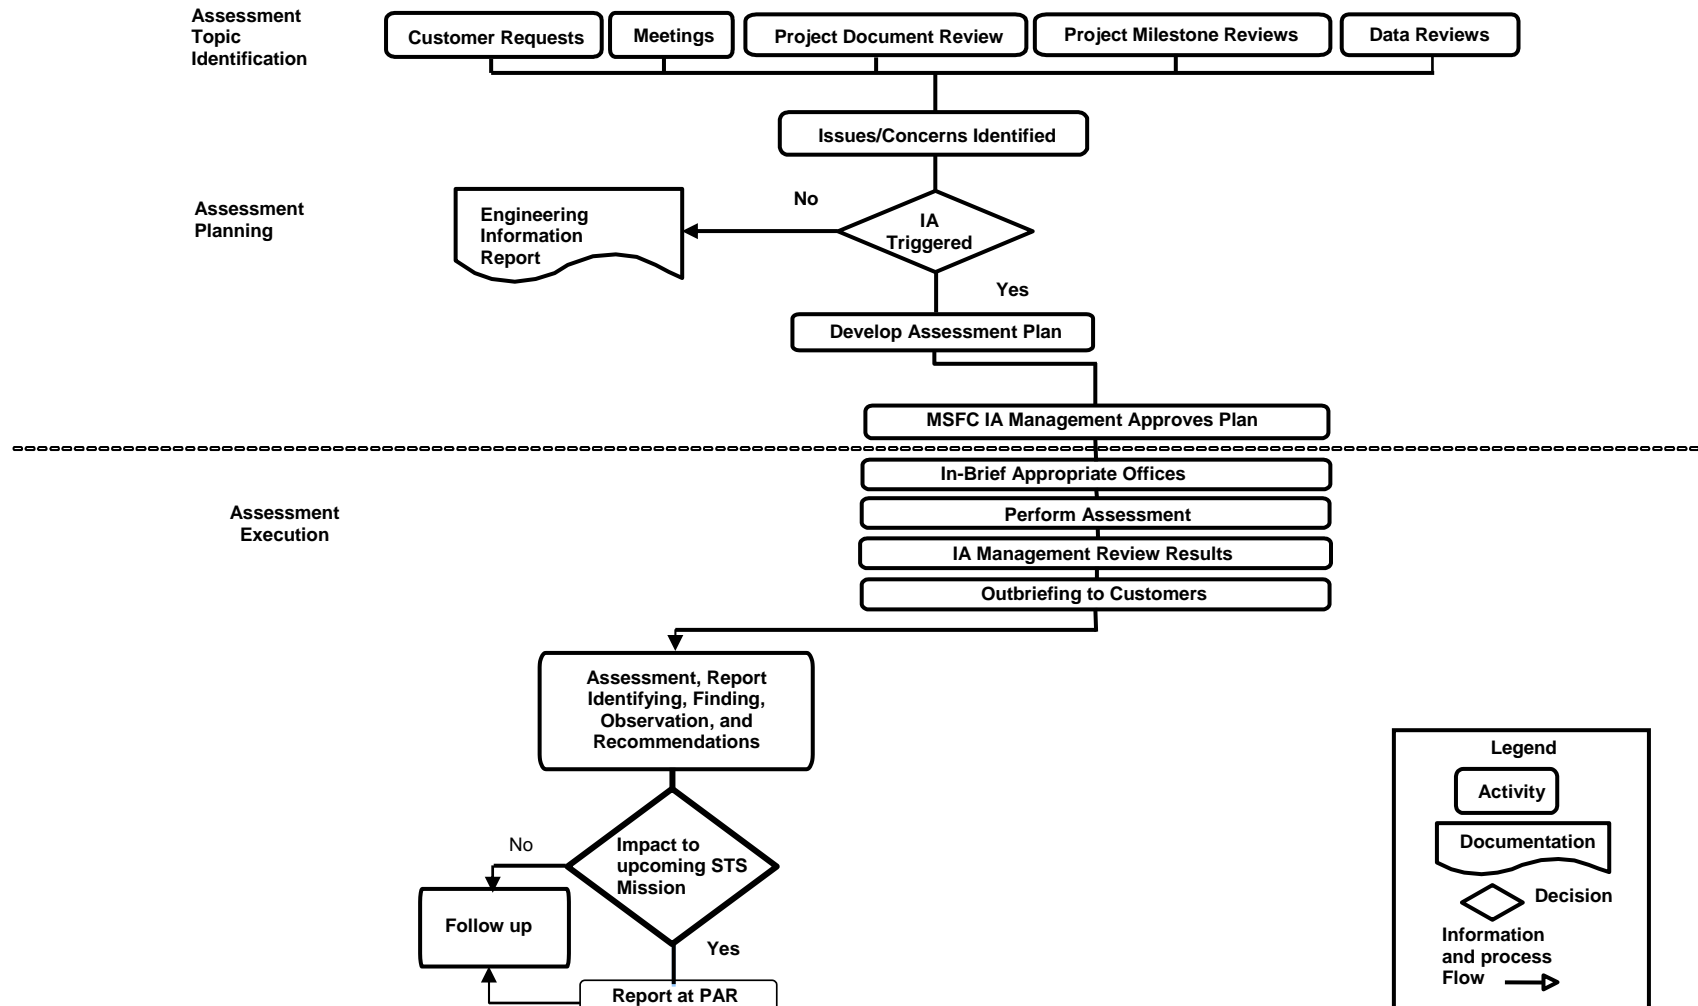 Assessment
Topic
Identification
Customer Requests
Meetings
Project Document Review
Project Milestone Reviews
Data Reviews
Issues/Concerns Identified
Assessment
Planning
No
Engineering
Information
Report
IA
Triggered
Yes
Develop Assessment Plan
MSFC IA Management Approves Plan
In-Brief Appropriate Offices
Assessment
Execution
Perform Assessment
IA Management Review Results
Outbriefing to Customers
Assessment, Report
Identifying, Finding,
Observation, and
Recommendations
No
Impact to
upcoming STS
Mission
Follow up
Yes
Report at PAR
Legend
Activity
Documentation
Decision
Information
and process
Flow